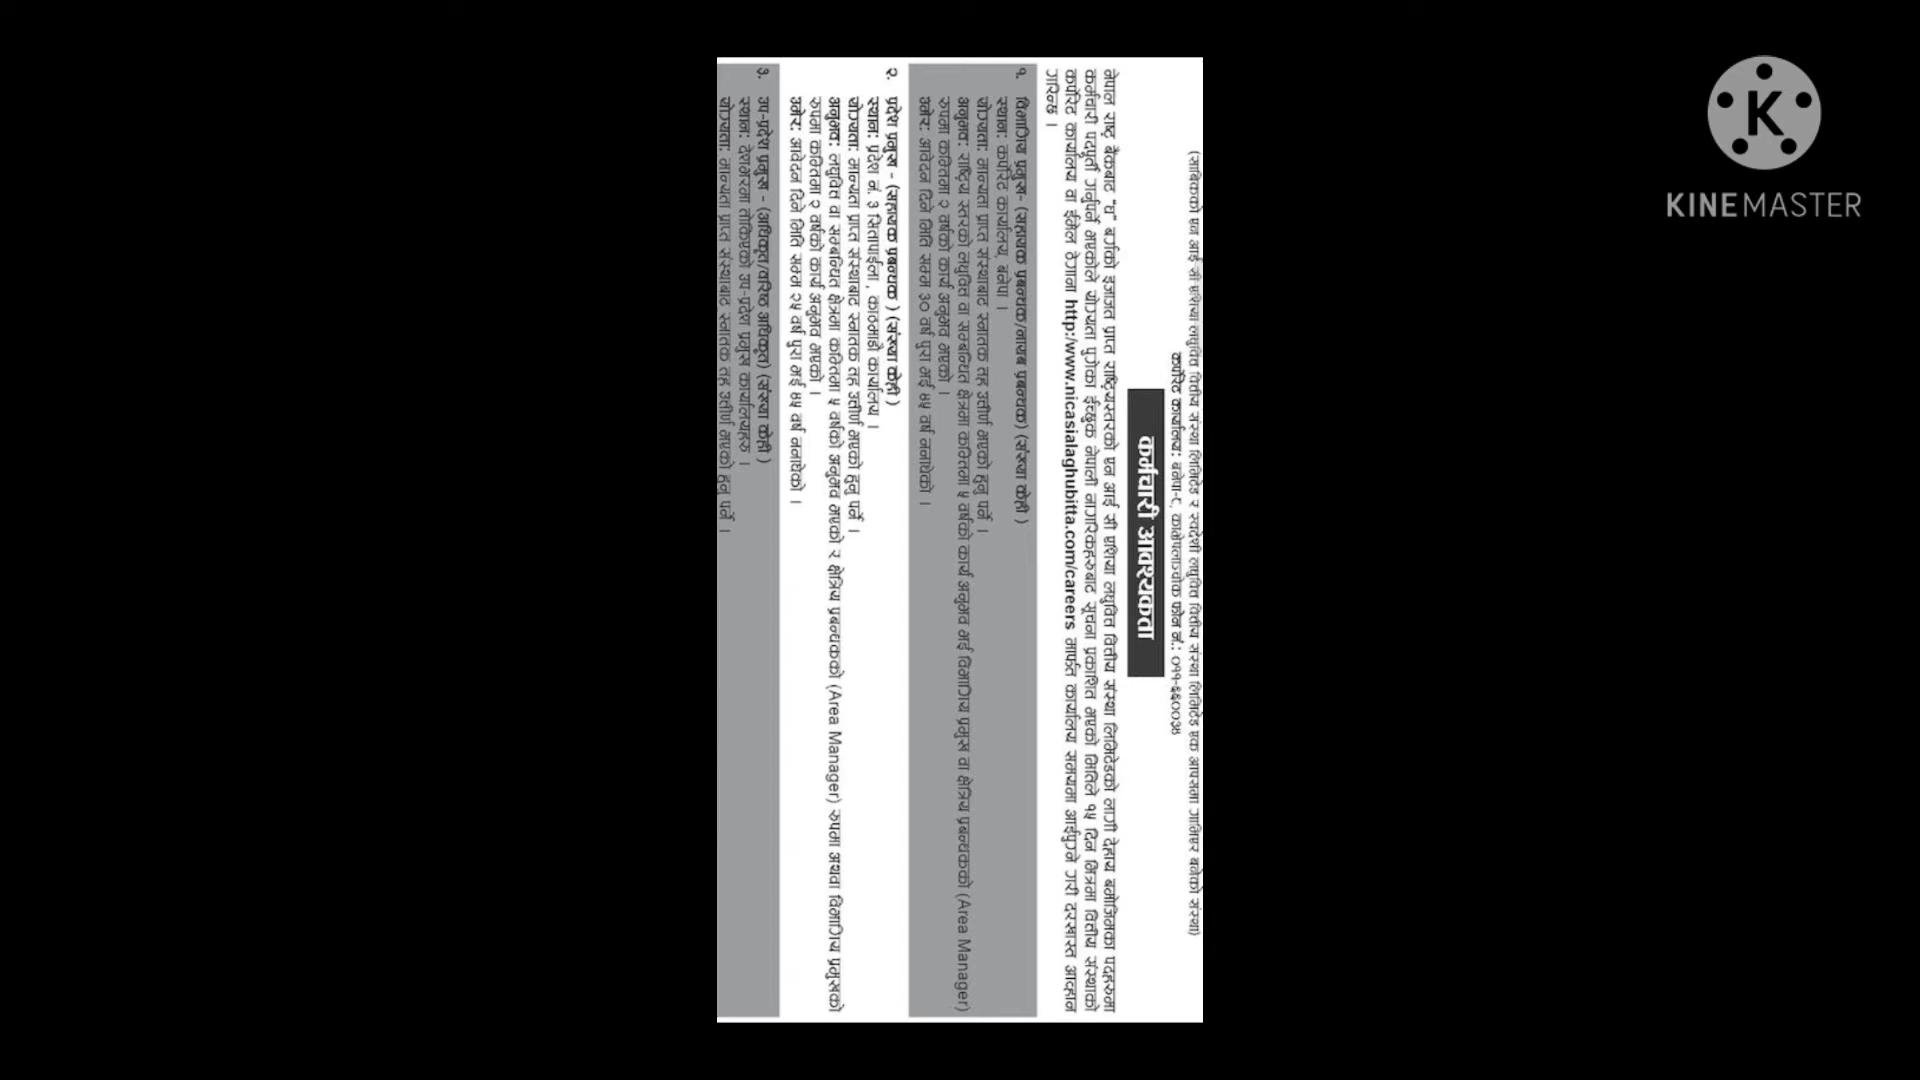 (साविकको एन आई सी एशिया लघुवित्त वित्तीय संस्था लिमिटेड र स्वदेशी लघुवित्त वित्तीय संस्था लिमिटेड एक आपसमा गाभिएर बनेको संस्था)
कर्पोरेट कार्यालय: बनेपा-८, काभ्रेपलाञ्चोक फोन नं.: ०११-६६००३४
कर्मचारी आवश्यकता
नेपाल राष्ट्र बैंकबाट "घ" बर्गको इजाजत प्राप्त राष्ट्रियस्तरको एन आई सी एशिया लघुवित्त वित्तीय संस्था लिमिटेडको लागी देहाय बमोजिमका पदहरुमा
कर्मचारी पदपुर्ती गर्नुपर्ने भएकोले योग्यता पुगेका ईच्छुक नेपाली नागरिकहरुबाट सूचना प्रकाशित भएको मितिले १५ दिन भित्रमा वित्तीय संस्थाको
कर्पोरेट कार्यालय वा ईमेल ठेगाना http:/www.nicasialaghubitta.com/careers मार्फत कार्यालय समयमा आईपुग्ने गरी दरखास्त आव्हान
गरिन्छ ।
१. विभागिय प्रमुख- (सहायक प्रबन्धक/नायब प्रबन्धक) (संख्या केही )
स्थान: कर्पोरेट कार्यालय, बनेपा ।
योग्यता: मान्यता प्राप्त संस्थाबाट स्नातक तह उत्तीर्ण भएको हुनु पर्ने ।
अनुभव: राष्ट्रिय स्तरको लघुवित्त वा सम्बन्धित क्षेत्रमा कम्तिमा ५ वर्षको कार्य अनुभव भई विभागिय प्रमुख वा क्षेत्रिय प्रबन्धकको (Area Manager)
रुपमा कम्तिमा २ वर्षको कार्य अनुभव भएको ।
उमेर: आवेदन दिने मिति सम्म ३० वर्ष पुरा भई ४५ वर्ष ननाघेको ।
२. प्रदेश प्रमुख - (सहायक प्रबन्धक ) (संख्या केही )
स्थान: प्रदेश नं. ३ सितापाईला, काठमाडौं कार्यालय ।
योग्यता: मान्यता प्राप्त संस्थाबाट स्नातक तह उत्तीर्ण भएको हुनु पर्ने ।
अनुभव: लघुवित्त वा सम्बन्धित क्षेत्रमा कम्तिमा ५ वर्षको अनुभव भएको र क्षेत्रिय प्रबन्धकको (Area Manager) रुपमा अथवा विभागिय प्रमुखको
रुपमा कम्तिमा २ वर्षको कार्य अनुभव भएको ।
उमेर: आवेदन दिने मिति सम्म २५ वर्ष पुरा भई ४५ वर्ष ननाघेको ।
३. उप-प्रदेश प्रमुख - (अधिकृत/वरिष्ठ अधिकृत) (संख्या केही )
स्थान: देशभरमा तोकिएको उप-प्रदेश प्रमुख कार्यालयहरु ।
योग्यता: मान्यता प्राप्त संस्थाबाट स्नातक तह उत्तीर्ण भएको हुनु पर्ने ।
K
KINEMASTER